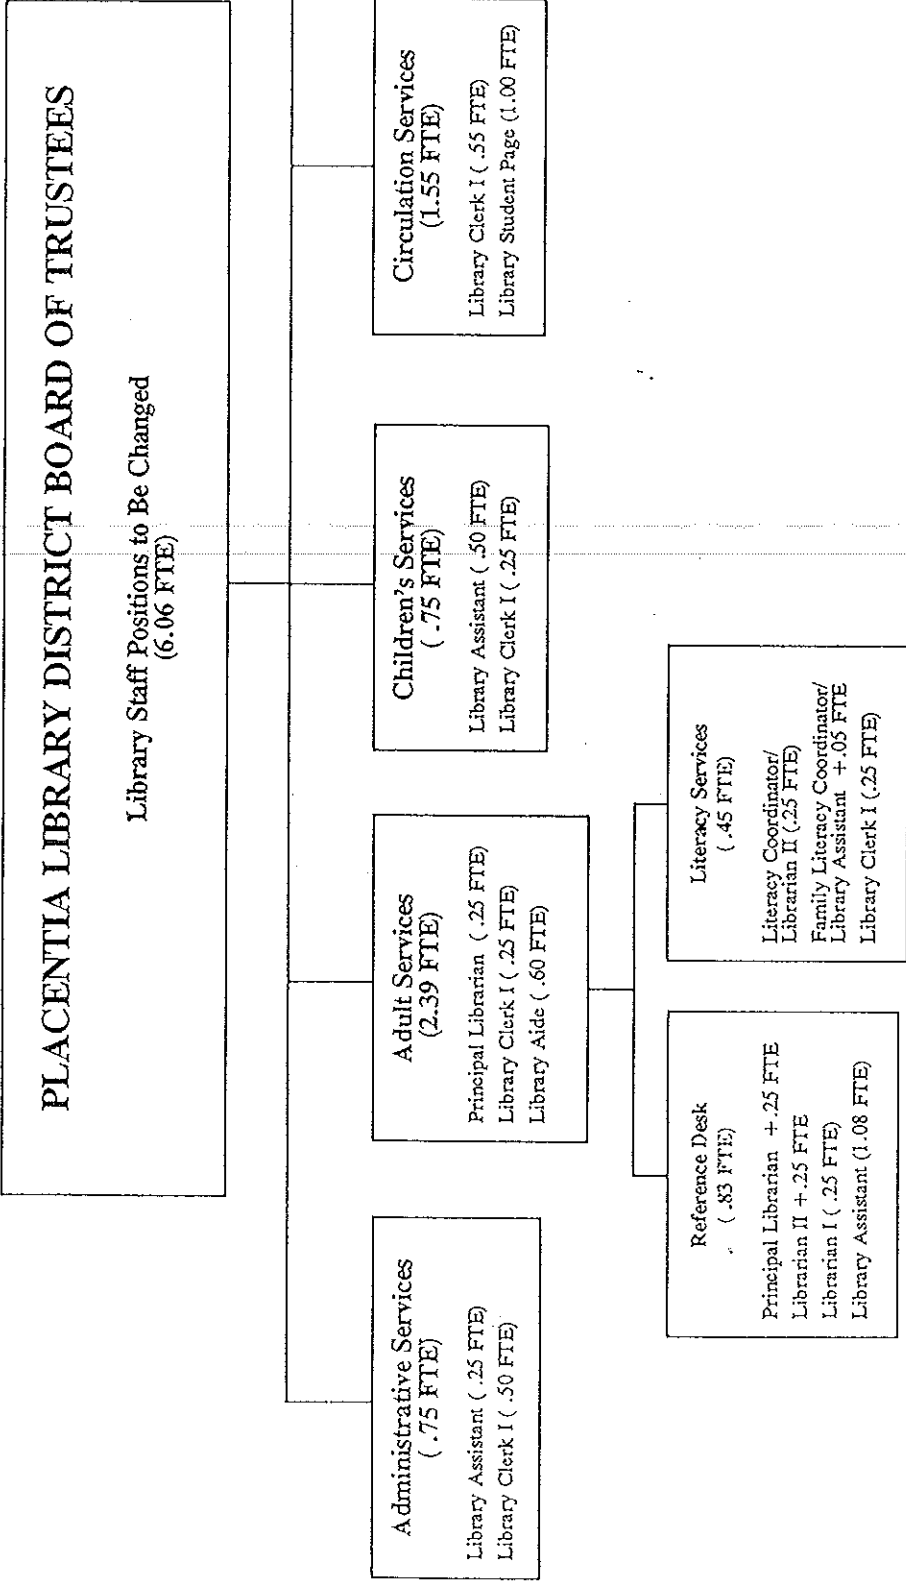 PLACENTIA LIBRARY DISTRICT BOARD OF TRUSTEES
Library Staff Positions to Be Changed
(6.06 FTE)
Administrative Services
( .75 FTE)
Library Assistant ( .25 FTE)
Library Clerk I ( .50 FTE)
Adult Services
(2.39 FTE)
Principal Librarian ( .25 FTE)
Library Clerk I ( .25 FTE)
Library Aide ( .60 FTE)
Children's Services
( .75 FTE)
Library Assistant ( .50 FTE)
Library Clerk I ( .25 FTE)
Circulation Services
(1.55 FTE)
Library Clerk I ( .55 FTE)
Library Student Page (1.00 FTE)
Reference Desk
( .83 FTE)
Principal Librarian +.25 FTE
Librarian II +.25 FTE
Librarian I ( .25 FTE)
Library Assistant (1.08 FTE)
Literacy Services
( .45 FTE)
Literacy Coordinator/
Librarian II (.25 FTE)
Family Literacy Coordinator/
Library Assistant +.05 FTE
Library Clerk I (.25 FTE)